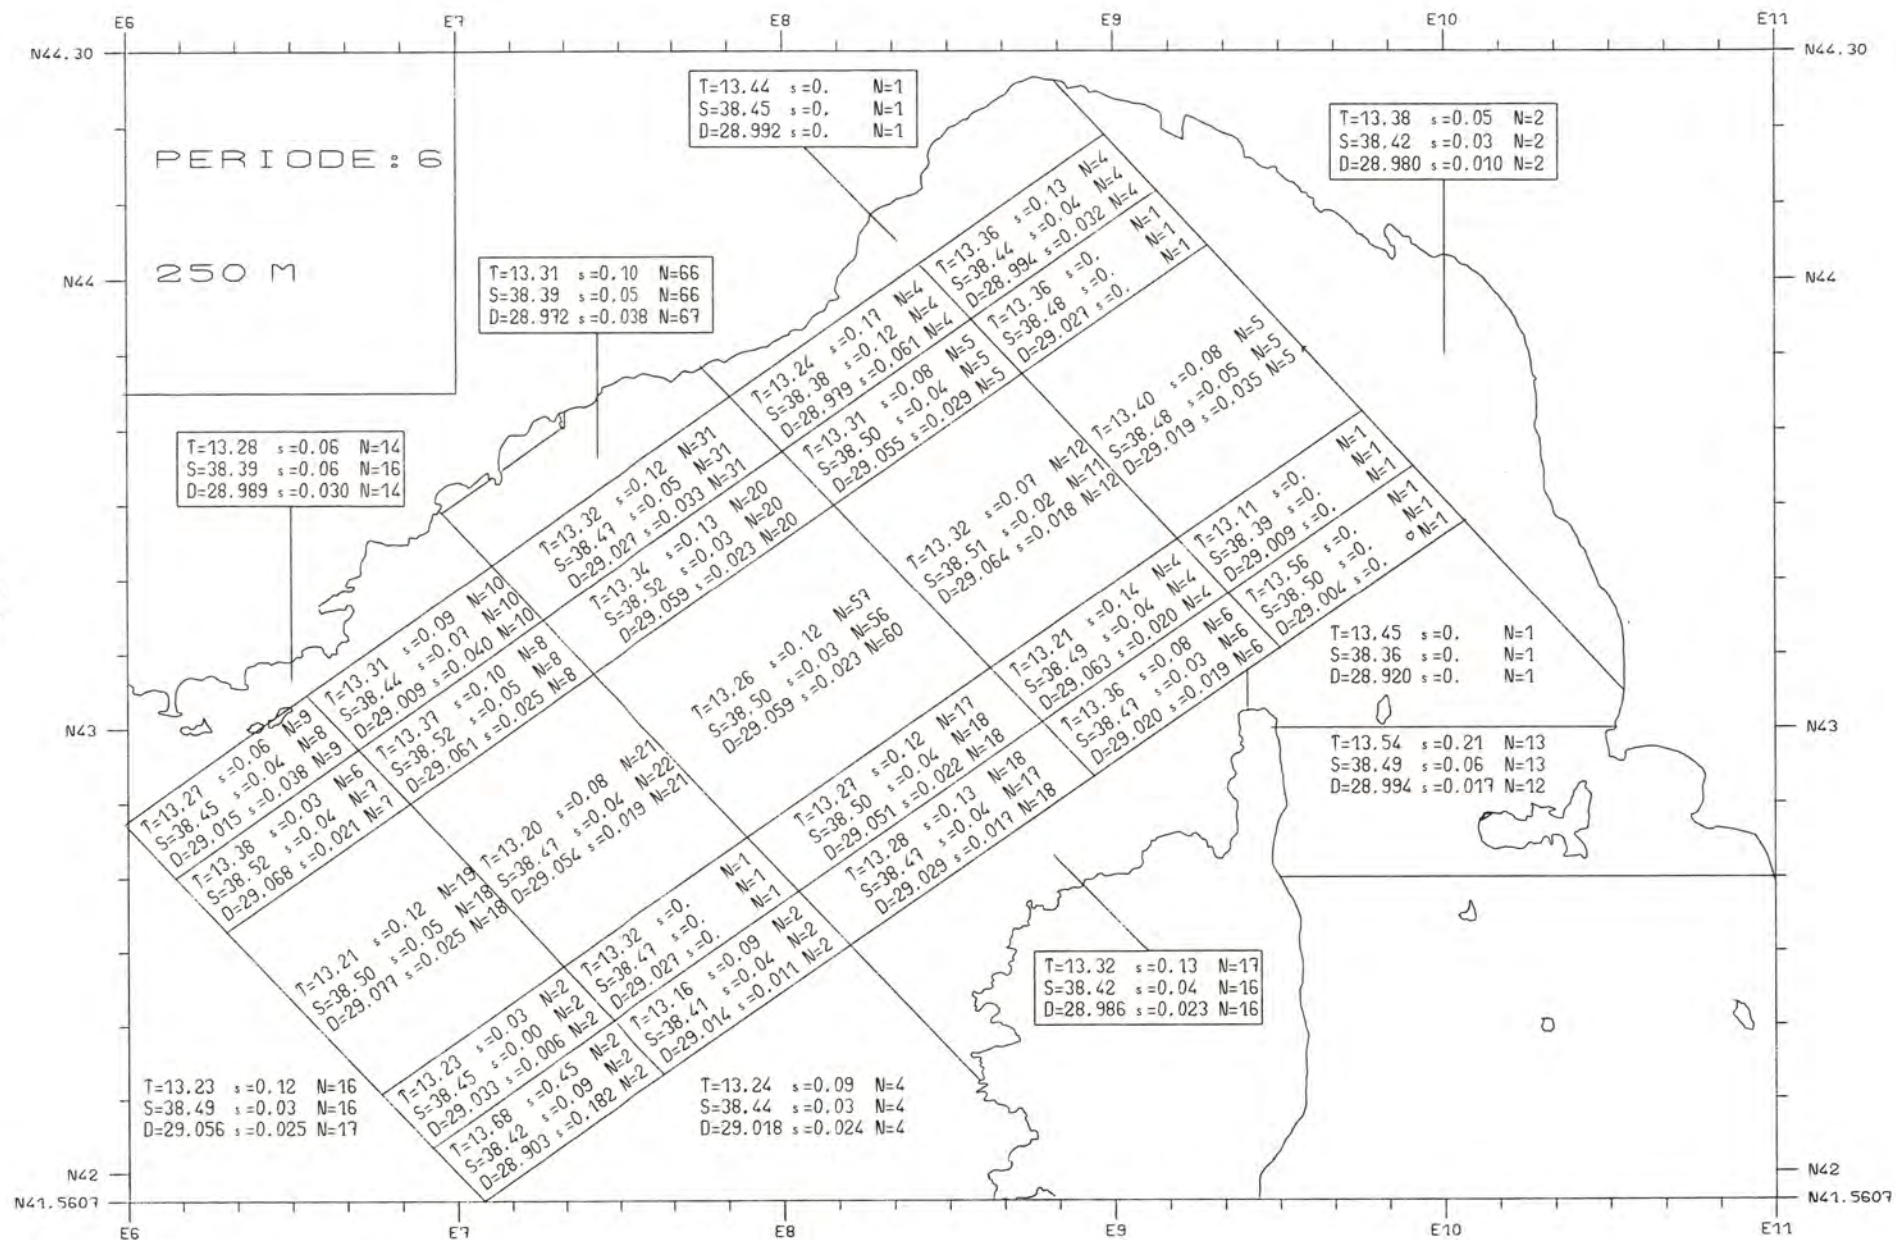 E6 E7 E8 E9 E10 E11
N44.30 N44.30
PERIODE: 6
250 M
T=13.44 s=0. N=1
S=38.45 s=0. N=1
D=28.992 s=0. N=1
T=13.38 s=0.05 N=2
S=38.42 s=0.03 N=2
D=28.980 s=0.010 N=2
T=13.31 s=0.10 N=66
S=38.39 s=0.05 N=66
D=28.972 s=0.038 N=67
N44 N44
T=13.28 s=0.06 N=14
S=38.39 s=0.06 N=16
D=28.989 s=0.030 N=14
T=13.36 s=0.13 N=4
S=38.44 s=0.04 N=4
D=28.994 s=0.032 N=4
T=13.36 s=0. N=1
S=38.48 s=0. N=1
D=29.027 s=0. N=1
T=13.24 s=0.17 N=4
S=38.38 s=0.12 N=4
D=28.979 s=0.061 N=4
T=13.31 s=0.08 N=5
S=38.50 s=0.04 N=5
D=29.055 s=0.029 N=5
T=13.40 s=0.08 N=5
S=38.48 s=0.05 N=5
D=29.019 s=0.035 N=5
T=13.32 s=0.12 N=31
S=38.47 s=0.05 N=31
D=29.027 s=0.033 N=31
T=13.34 s=0.13 N=20
S=38.52 s=0.03 N=20
D=29.059 s=0.023 N=20
T=13.32 s=0.07 N=12
S=38.51 s=0.02 N=11
D=29.064 s=0.018 N=12
T=13.11 s=0. N=1
S=38.39 s=0. N=1
D=29.009 s=0. N=1
T=13.56 s=0. N=1
S=38.50 s=0. N=1
D=29.004 s=0. N=1
T=13.31 s=0.09 N=10
S=38.44 s=0.07 N=10
D=29.009 s=0.040 N=10
T=13.37 s=0.10 N=8
S=38.52 s=0.05 N=8
D=29.061 s=0.025 N=8
T=13.26 s=0.12 N=57
S=38.50 s=0.03 N=56
D=29.059 s=0.023 N=60
T=13.21 s=0.14 N=4
S=38.49 s=0.04 N=4
D=29.063 s=0.020 N=4
T=13.36 s=0.08 N=6
S=38.47 s=0.03 N=6
D=29.020 s=0.019 N=6
T=13.45 s=0. N=1
S=38.36 s=0. N=1
D=28.920 s=0. N=1
N43 N43
T=13.54 s=0.21 N=13
S=38.49 s=0.06 N=13
D=28.994 s=0.017 N=12
T=13.27 s=0.06 N=9
S=38.45 s=0.04 N=8
D=29.015 s=0.038 N=9
T=13.38 s=0.03 N=6
S=38.52 s=0.04 N=7
D=29.068 s=0.021 N=7
T=13.20 s=0.08 N=21
S=38.47 s=0.04 N=22
D=29.054 s=0.019 N=21
T=13.27 s=0.12 N=17
S=38.50 s=0.04 N=18
D=29.051 s=0.022 N=18
T=13.28 s=0.13 N=18
S=38.47 s=0.04 N=17
D=29.029 s=0.017 N=18
T=13.21 s=0.12 N=19
S=38.50 s=0.05 N=18
D=29.077 s=0.025 N=18
T=13.32 s=0. N=1
S=38.47 s=0. N=1
D=29.027 s=0. N=1
T=13.16 s=0.09 N=2
S=38.41 s=0.04 N=2
D=29.014 s=0.011 N=2
T=13.32 s=0.13 N=17
S=38.42 s=0.04 N=16
D=28.986 s=0.023 N=16
T=13.23 s=0.03 N=2
S=38.45 s=0.00 N=2
D=29.033 s=0.006 N=2
T=13.68 s=0.45 N=2
S=38.42 s=0.09 N=2
D=28.903 s=0.182 N=2
T=13.23 s=0.12 N=16
S=38.49 s=0.03 N=16
D=29.056 s=0.025 N=17
T=13.24 s=0.09 N=4
S=38.44 s=0.03 N=4
D=29.018 s=0.024 N=4
N42 N42
N41.5607 N41.5607
E6 E7 E8 E9 E10 E11